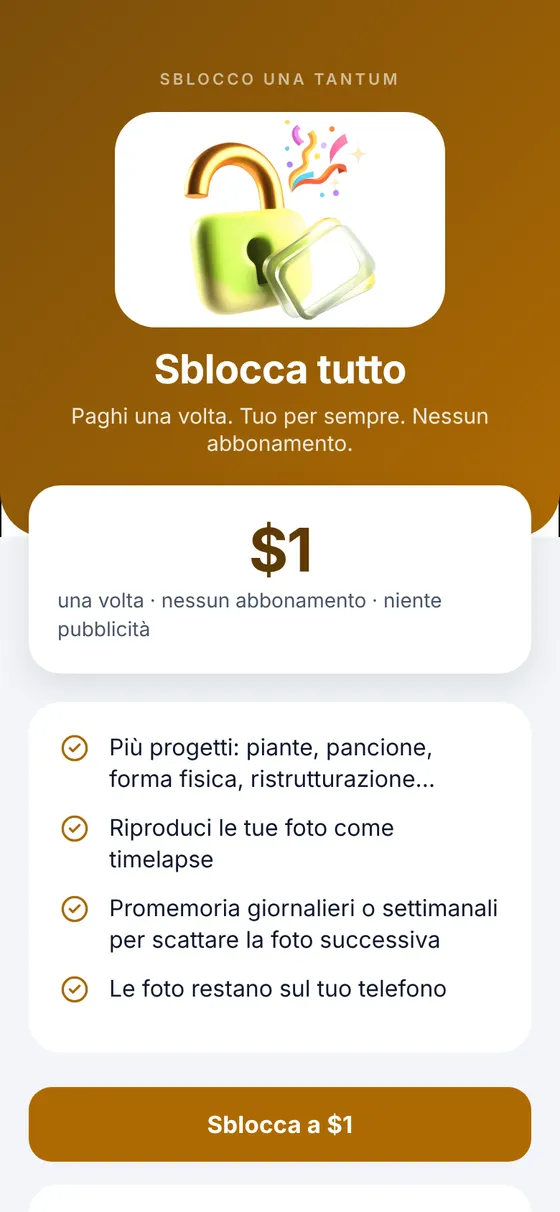 SBLOCCO UNA TANTUM
Sblocca tutto
Paghi una volta. Tuo per sempre. Nessun
abbonamento.
$1
una volta · nessun abbonamento · niente
pubblicità
Più progetti: piante, pancione,
forma fisica, ristrutturazione…
Riproduci le tue foto come
timelapse
Promemoria giornalieri o settimanali
per scattare la foto successiva
Le foto restano sul tuo telefono
Sblocca a $1